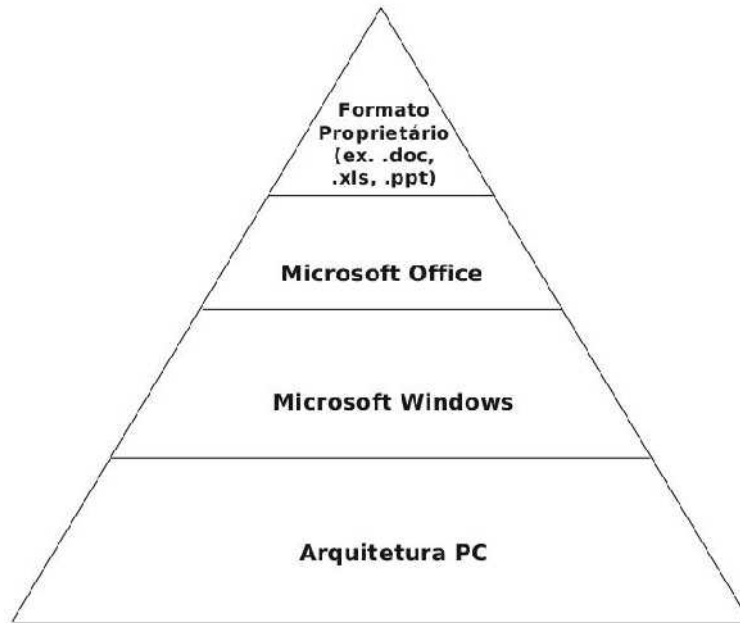 Formato
Proprietário
(ex. .doc,
.xls, .ppt)
Microsoft Office
Microsoft Windows
Arquitetura PC